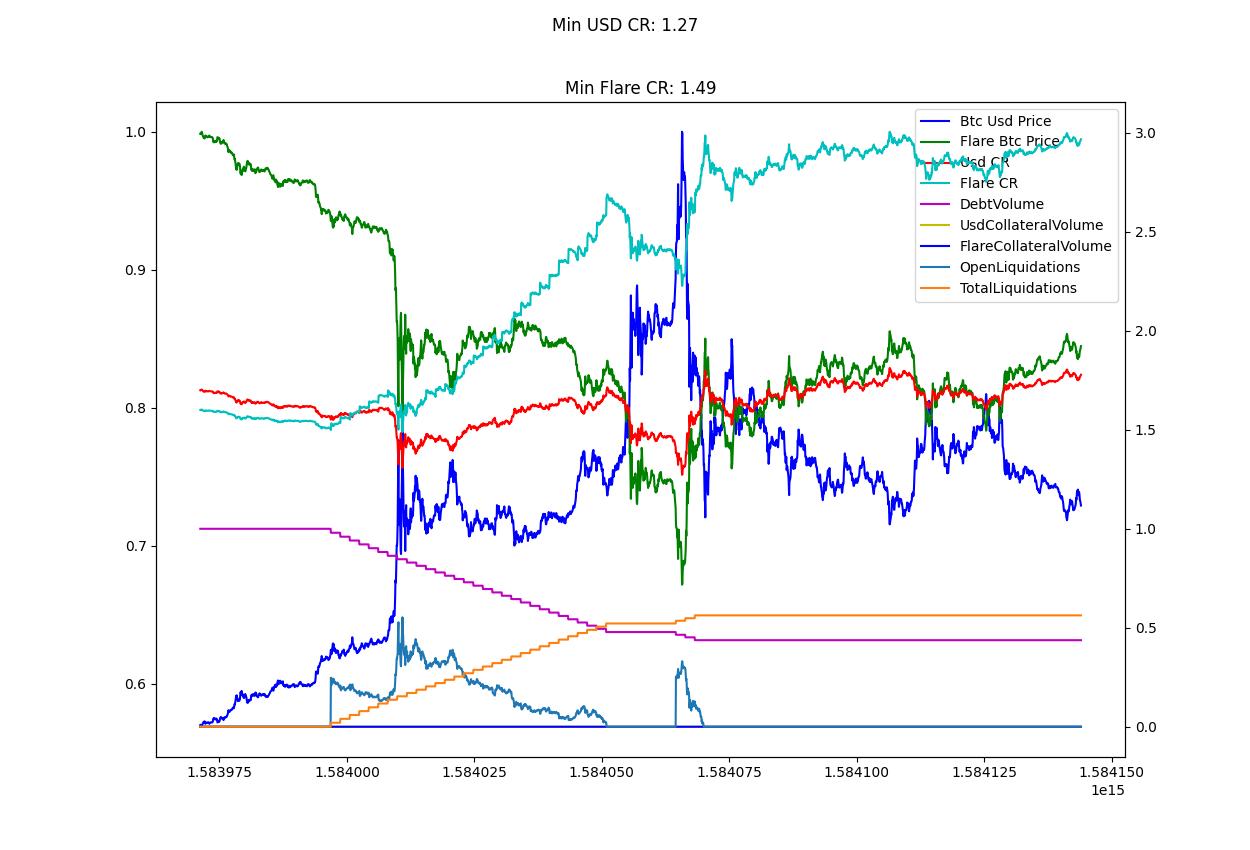 Min USD CR: 1.27
Min Flare CR: 1.49
Btc Usd Price
Flare Btc Price
Usd CR
Flare CR
DebtVolume
UsdCollateralVolume
FlareCollateralVolume
OpenLiquidations
TotalLiquidations
1.0
0.9
0.8
0.7
0.6
3.0
2.5
2.0
1.5
1.0
0.5
0.0
1.583975 1.584000 1.584025 1.584050 1.584075 1.584100 1.584125 1.584150
1e15